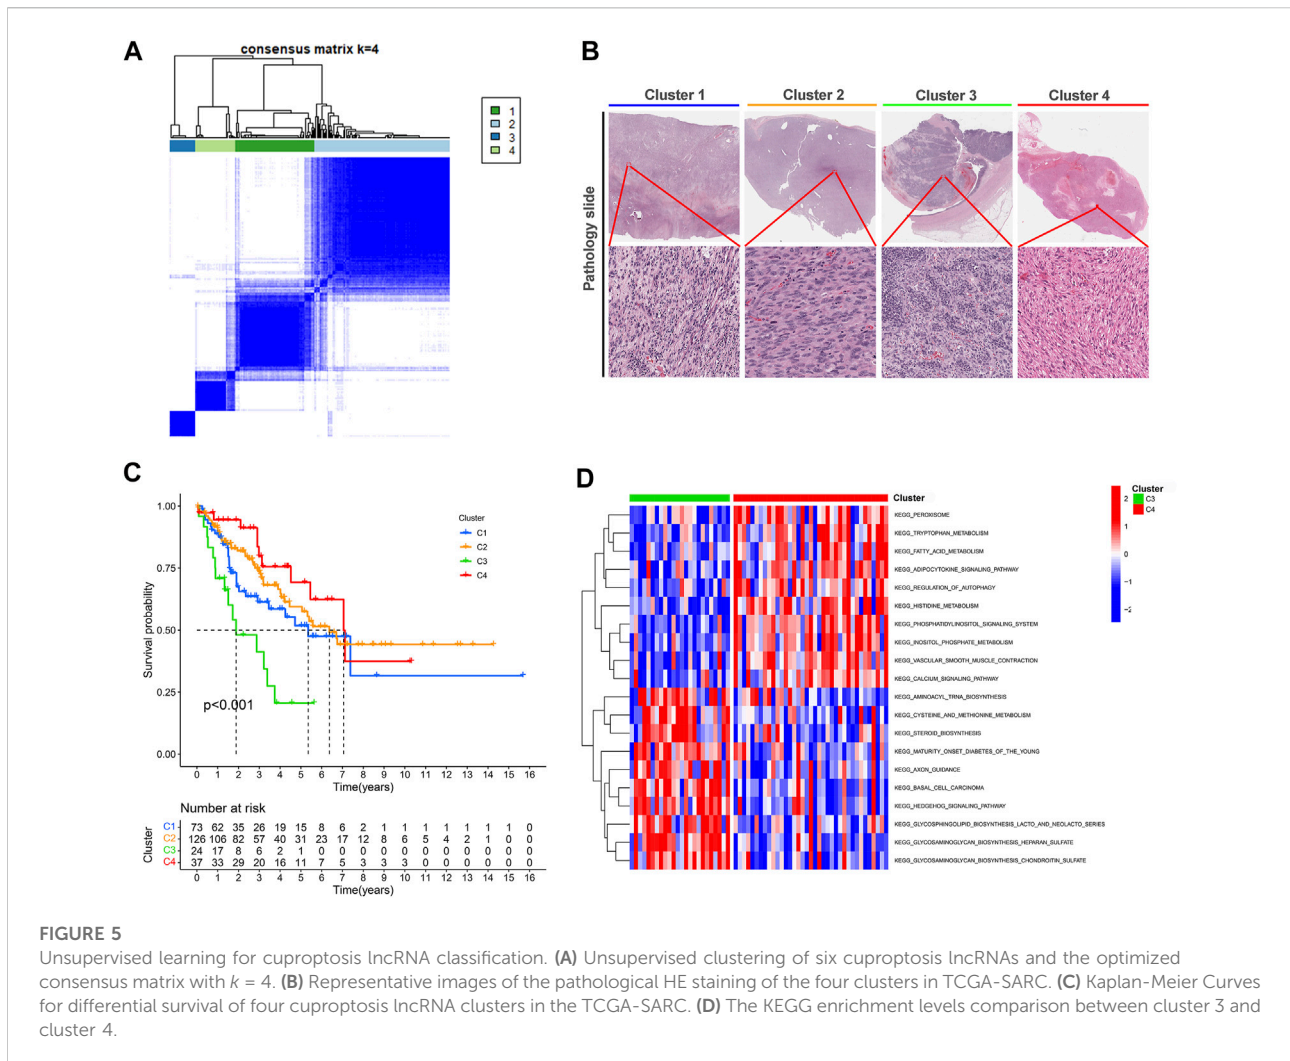 A
consensus matrix k=4
1
2
3
4
B
Cluster 1
Cluster 2
Cluster 3
Cluster 4
Pathology slide
C
Cluster
C1
C2
C3
C4
Survival probability
1.00
0.75
0.50
0.25
0.00
p<0.001
0 1 2 3 4 5 6 7 8 9 10 11 12 13 14 15 16
Time(years)
Number at risk
Cluster
C1 73 62 35 26 19 15 8 6 2 1 1 1 1 1 1 1 0
C2 126 106 82 57 40 31 23 17 12 8 6 5 4 2 1 0 0
C3 24 17 8 6 2 1 0 0 0 0 0 0 0 0 0 0 0
C4 37 33 29 20 16 11 7 5 3 3 3 0 0 0 0 0 0
0 1 2 3 4 5 6 7 8 9 10 11 12 13 14 15 16
Time(years)
D
Cluster
KEGG_PEROXISOME
KEGG_TRYPTOPHAN_METABOLISM
KEGG_FATTY_ACID_METABOLISM
KEGG_ADIPOCYTOKINE_SIGNALING_PATHWAY
KEGG_REGULATION_OF_AUTOPHAGY
KEGG_HISTIDINE_METABOLISM
KEGG_PHOSPHATIDYLINOSITOL_SIGNALING_SYSTEM
KEGG_INOSITOL_PHOSPHATE_METABOLISM
KEGG_VASCULAR_SMOOTH_MUSCLE_CONTRACTION
KEGG_CALCIUM_SIGNALING_PATHWAY
KEGG_AMINOACYL_TRNA_BIOSYNTHESIS
KEGG_CYSTEINE_AND_METHIONINE_METABOLISM
KEGG_STEROID_BIOSYNTHESIS
KEGG_MATURITY_ONSET_DIABETES_OF_THE_YOUNG
KEGG_AXON_GUIDANCE
KEGG_BASAL_CELL_CARCINOMA
KEGG_HEDGEHOG_SIGNALING_PATHWAY
KEGG_GLYCOSPHINGOLIPID_BIOSYNTHESIS_LACTO_AND_NEOLACTO_SERIES
KEGG_GLYCOSAMINOGLYCAN_BIOSYNTHESIS_HEPARAN_SULFATE
KEGG_GLYCOSAMINOGLYCAN_BIOSYNTHESIS_CHONDROITIN_SULFATE
2
1
0
−1
−2
Cluster
C3
C4
FIGURE 5
Unsupervised learning for cuproptosis lncRNA classification. (A) Unsupervised clustering of six cuproptosis lncRNAs and the optimized
consensus matrix with k = 4. (B) Representative images of the pathological HE staining of the four clusters in TCGA-SARC. (C) Kaplan-Meier Curves
for differential survival of four cuproptosis lncRNA clusters in the TCGA-SARC. (D) The KEGG enrichment levels comparison between cluster 3 and
cluster 4.